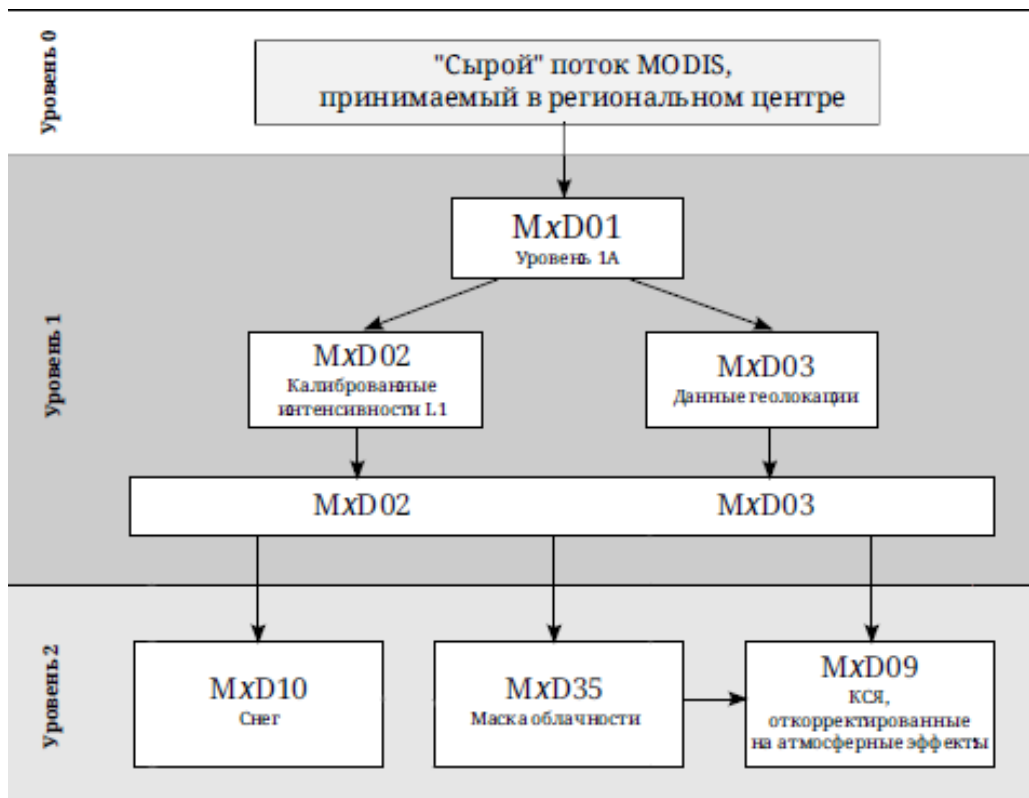 Уровень 0
"Сырой" поток MODIS,
принимаемый в региональном центре
Уровень 1
MxD01
Уровень 1A
MxD02
Калиброванные
интенсивности L1
MxD03
Данные геолокации
MxD02
MxD03
Уровень 2
MxD10
Снег
MxD35
Маска облачности
MxD09
КСЯ,
откорректированные
на атмосферные эффекты